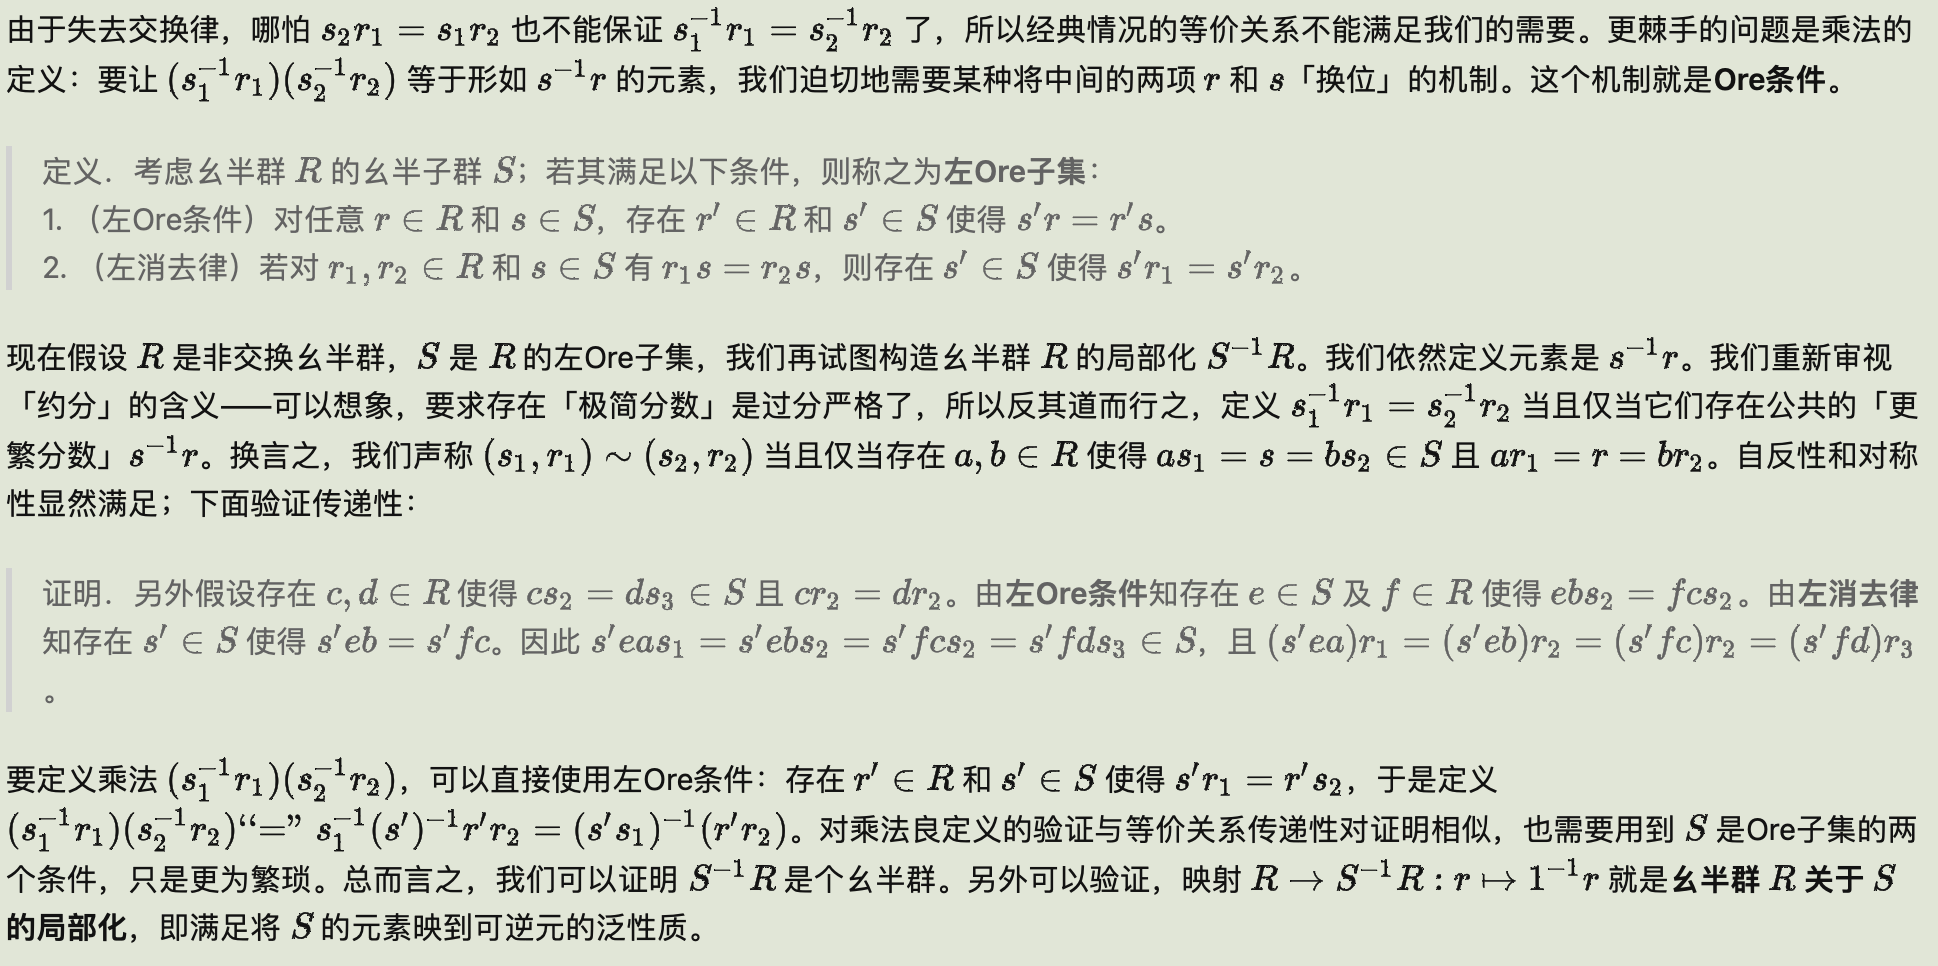 由于失去交换律，哪怕 $s_2r_1 = s_1r_2$ 也不能保证 $s_1^{-1}r_1 = s_2^{-1}r_2$ 了，所以经典情况的等价关系不能满足我们的需要。更棘手的问题是乘法的
定义：要让 $(s_1^{-1}r_1)(s_2^{-1}r_2)$ 等于形如 $s^{-1}r$ 的元素，我们迫切地需要某种将中间的两项 $r$ 和 $s$「换位」的机制。这个机制就是Ore条件。
定义．考虑幺半群 $R$ 的幺半子群 $S$；若其满足以下条件，则称之为左Ore子集：
1. （左Ore条件）对任意 $r \in R$ 和 $s \in S$，存在 $r' \in R$ 和 $s' \in S$ 使得 $s'r = r's$。
2. （左消去律）若对 $r_1, r_2 \in R$ 和 $s \in S$ 有 $r_1s = r_2s$，则存在 $s' \in S$ 使得 $s'r_1 = s'r_2$。
现在假设 $R$ 是非交换幺半群，$S$ 是 $R$ 的左Ore子集，我们再试图构造幺半群 $R$ 的局部化 $S^{-1}R$。我们依然定义元素是 $s^{-1}r$。我们重新审视
「约分」的含义——可以想象，要求存在「极简分数」是过分严格了，所以反其道而行之，定义 $s_1^{-1}r_1 = s_2^{-1}r_2$ 当且仅当它们存在公共的「更
繁分数」$s^{-1}r$。换言之，我们声称 $(s_1, r_1) \sim (s_2, r_2)$ 当且仅当存在 $a, b \in R$ 使得 $as_1 = s = bs_2 \in S$ 且 $ar_1 = r = br_2$。自反性和对称
性显然满足；下面验证传递性：
证明．另外假设存在 $c, d \in R$ 使得 $cs_2 = ds_3 \in S$ 且 $cr_2 = dr_2$。由左Ore条件知存在 $e \in S$ 及 $f \in R$ 使得 $ebs_2 = fcs_2$。由左消去律
知存在 $s' \in S$ 使得 $s'eb = s'fc$。因此 $s'eas_1 = s'ebs_2 = s'fcs_2 = s'fds_3 \in S$，且 $(s'ea)r_1 = (s'eb)r_2 = (s'fc)r_2 = (s'fd)r_3$
。
要定义乘法 $(s_1^{-1}r_1)(s_2^{-1}r_2)$，可以直接使用左Ore条件：存在 $r' \in R$ 和 $s' \in S$ 使得 $s'r_1 = r's_2$，于是定义
$(s_1^{-1}r_1)(s_2^{-1}r_2)“=” s_1^{-1}(s')^{-1}r'r_2 = (s's_1)^{-1}(r'r_2)$。对乘法良定义的验证与等价关系传递性对证明相似，也需要用到 $S$ 是Ore子集的两
个条件，只是更为繁琐。总而言之，我们可以证明 $S^{-1}R$ 是个幺半群。另外可以验证，映射 $R \to S^{-1}R : r \mapsto 1^{-1}r$ 就是幺半群 $R$ 关于 $S$
的局部化，即满足将 $S$ 的元素映到可逆元的泛性质。